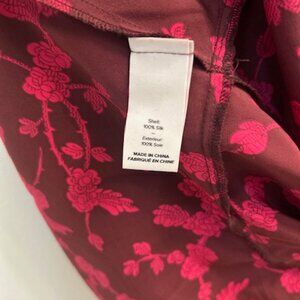 Shell:
100% Silk
Extérieur:
100% Soie
MADE IN CHINA
FABRIQUÉ EN CHINE